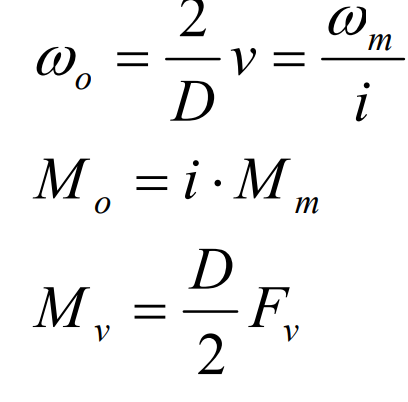 ω_o = 2/D v = ω_m/i
M_o = i · M_m
M_v = D/2 F_v